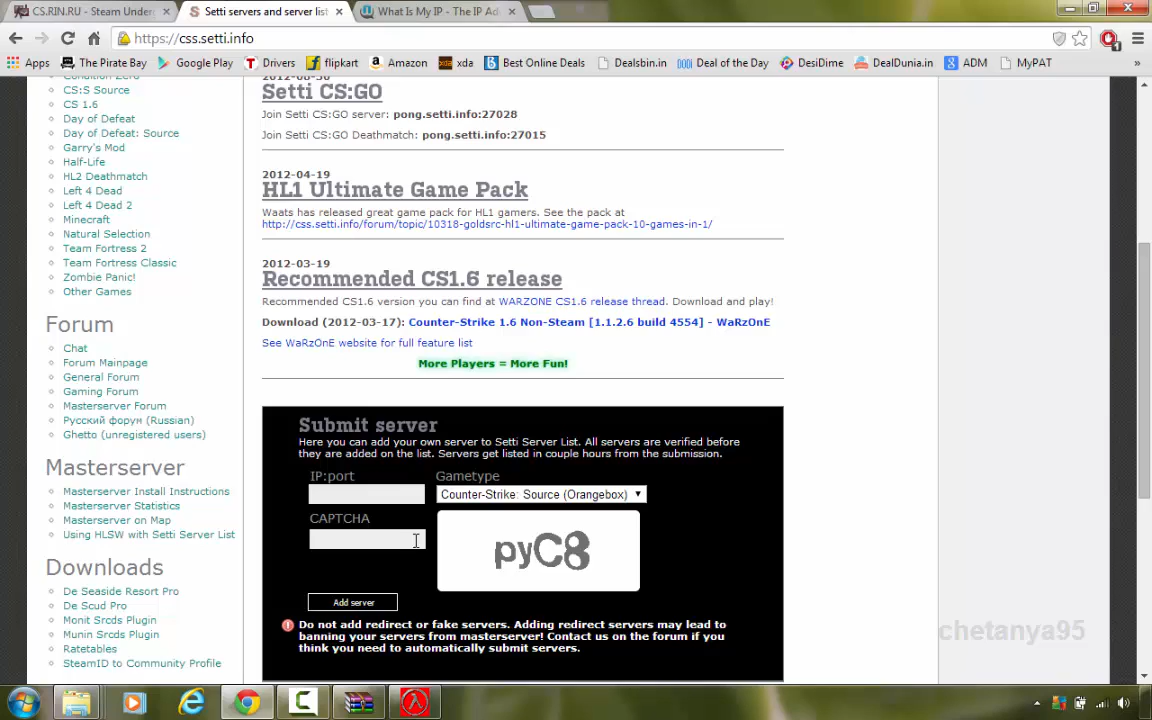 CS.RIN.RU - Steam Under
Setti servers and server list
What Is My IP - The IP Ad
https://css.setti.info
Apps
The Pirate Bay
Google Play
Drivers
flipkart
Amazon
xda
Best Online Deals
Dealsbin.in
Deal of the Day
DesiDime
DealDunia.in
ADM
MyPAT
»
Condition Zero
CS:S Source
CS 1.6
Day of Defeat
Day of Defeat: Source
Garry's Mod
Half-Life
HL2 Deathmatch
Left 4 Dead
Left 4 Dead 2
Minecraft
Natural Selection
Team Fortress 2
Team Fortress Classic
Zombie Panic!
Other Games
Forum
Chat
Forum Mainpage
General Forum
Gaming Forum
Masterserver Forum
Русский форум (Russian)
Ghetto (unregistered users)
Masterserver
Masterserver Install Instructions
Masterserver Statistics
Masterserver on Map
Using HLSW with Setti Server List
Downloads
De Seaside Resort Pro
De Scud Pro
Monit Srcds Plugin
Munin Srcds Plugin
Ratetables
SteamID to Community Profile
2012-08-30
Setti CS:GO
Join Setti CS:GO server: pong.setti.info:27028
Join Setti CS:GO Deathmatch: pong.setti.info:27015
2012-04-19
HL1 Ultimate Game Pack
Waats has released great game pack for HL1 gamers. See the pack at
http://css.setti.info/forum/topic/10318-goldsrc-hl1-ultimate-game-pack-10-games-in-1/
2012-03-19
Recommended CS1.6 release
Recommended CS1.6 version you can find at WARZONE CS1.6 release thread. Download and play!
Download (2012-03-17): Counter-Strike 1.6 Non-Steam [1.1.2.6 build 4554] - WaRzOnE
See WaRzOnE website for full feature list
More Players = More Fun!
Submit server
Here you can add your own server to Setti Server List. All servers are verified before
they are added on the list. Servers get listed in couple hours from the submission.
IP:port
Gametype
Counter-Strike: Source (Orangebox)
CAPTCHA
pyC8
Add server
Do not add redirect or fake servers. Adding redirect servers may lead to
banning your servers from masterserver! Contact us on the forum if you
think you need to automatically submit servers.
chetanya95